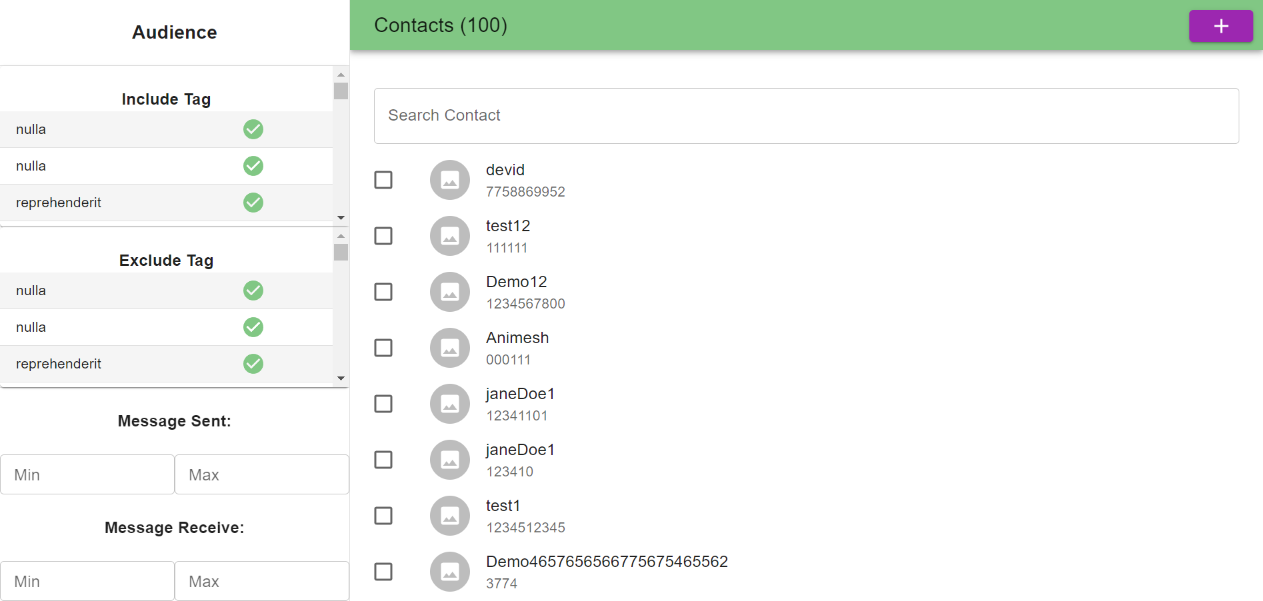 Audience
Include Tag
nulla
nulla
reprehenderit
Exclude Tag
nulla
nulla
reprehenderit
Message Sent:
Min
Max
Message Receive:
Min
Max
Contacts (100)
+
Search Contact
devid
7758869952
test12
111111
Demo12
1234567800
Animesh
000111
janeDoe1
12341101
janeDoe1
123410
test1
1234512345
Demo4657656566775675465562
3774